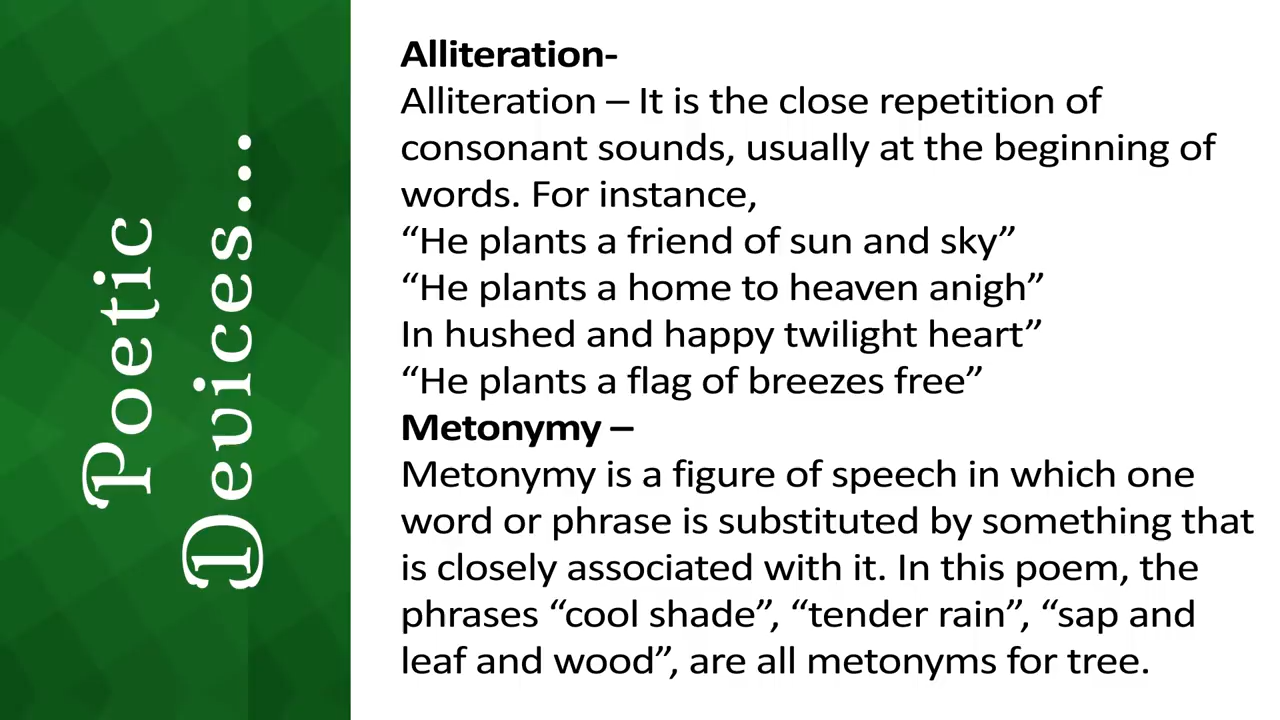 Poetic
Devices...
Alliteration-
Alliteration – It is the close repetition of
consonant sounds, usually at the beginning of
words. For instance,
“He plants a friend of sun and sky”
“He plants a home to heaven anigh”
In hushed and happy twilight heart”
“He plants a flag of breezes free”
Metonymy –
Metonymy is a figure of speech in which one
word or phrase is substituted by something that
is closely associated with it. In this poem, the
phrases “cool shade”, “tender rain”, “sap and
leaf and wood”, are all metonyms for tree.